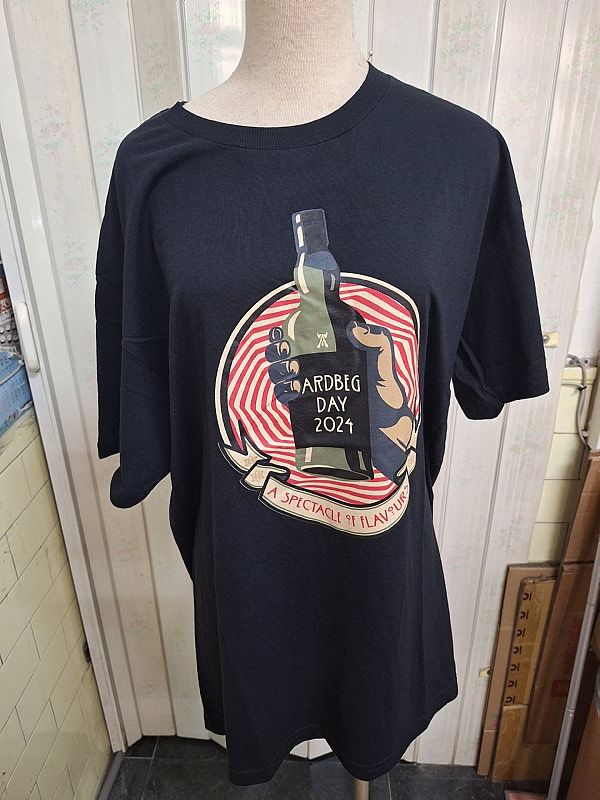 ARDBEG
DAY
2024
A SPECTACLE OF FLAVOURS